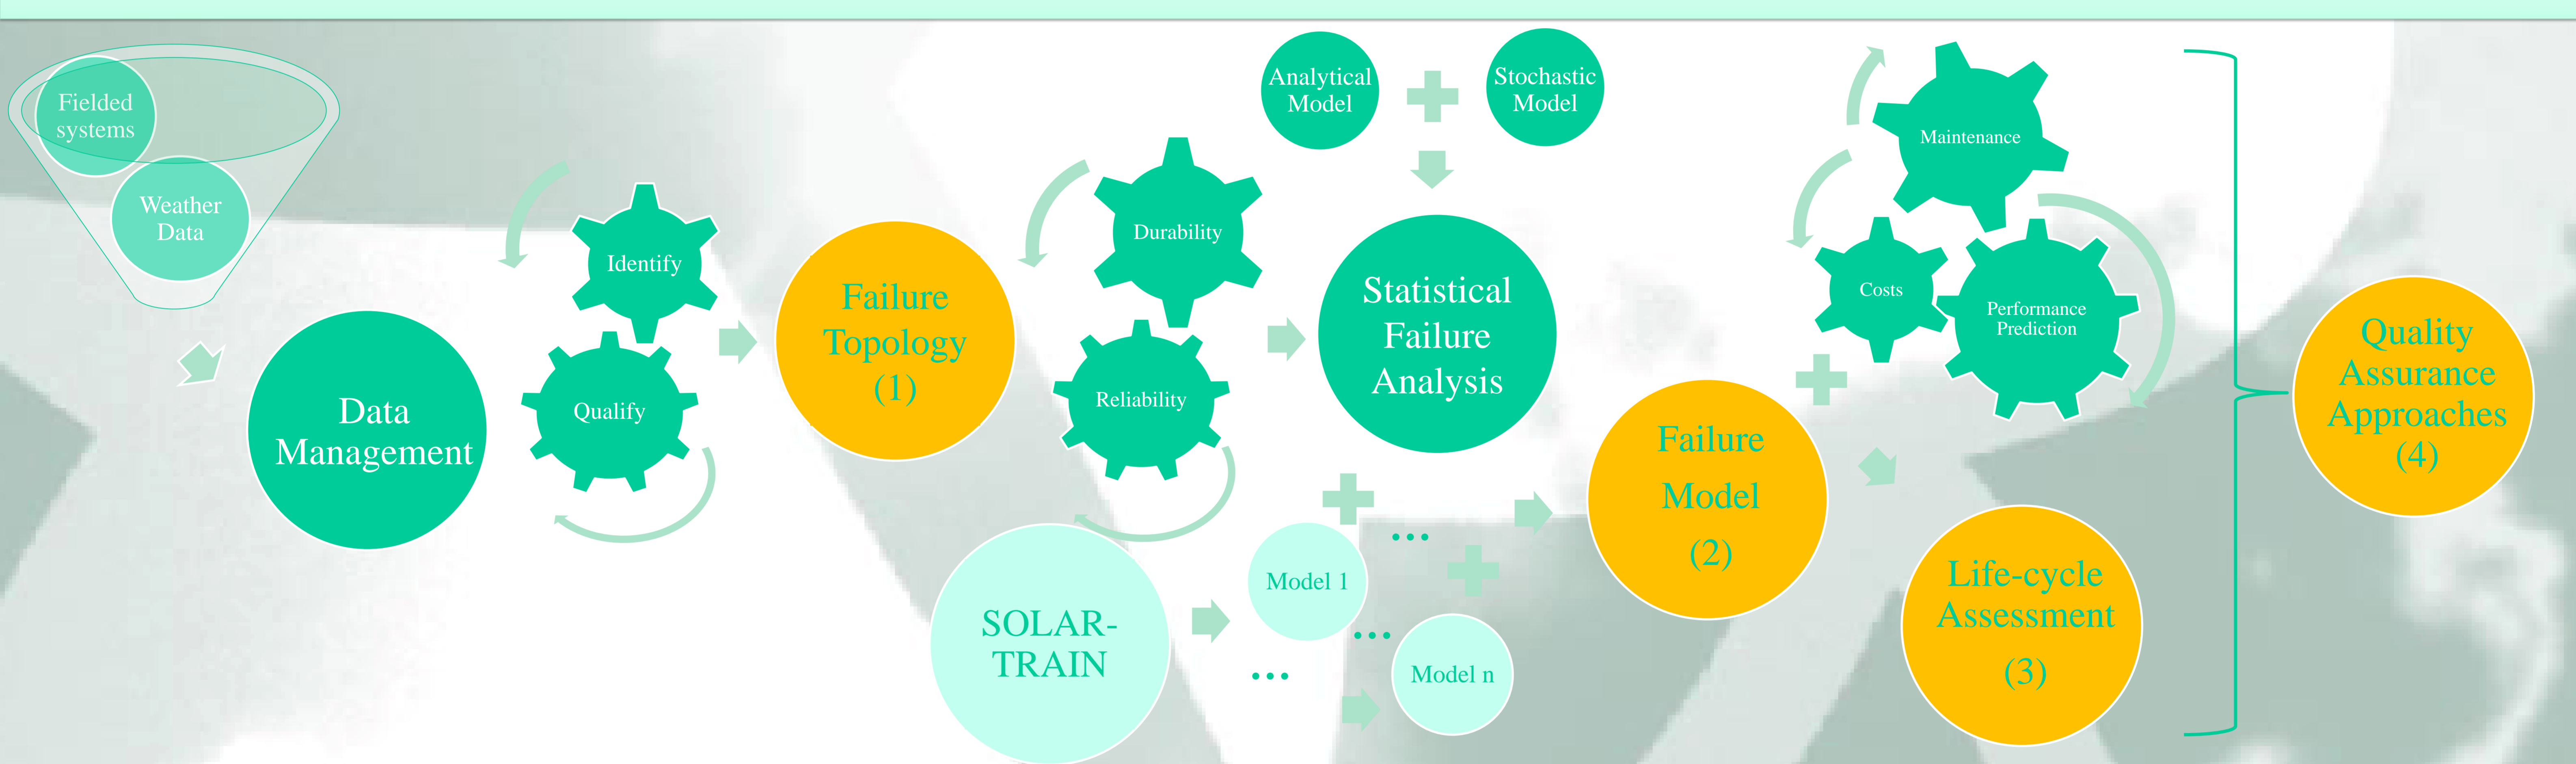 Fielded
systems
Weather
Data
Data
Management
Identify
Qualify
Failure
Topology
(1)
Durability
Reliability
Analytical
Model
Stochastic
Model
Statistical
Failure
Analysis
SOLAR-
TRAIN
Model 1
...
...
...
Model n
Failure
Model
(2)
Maintenance
Costs
Performance
Prediction
Life-cycle
Assessment
(3)
Quality
Assurance
Approaches
(4)